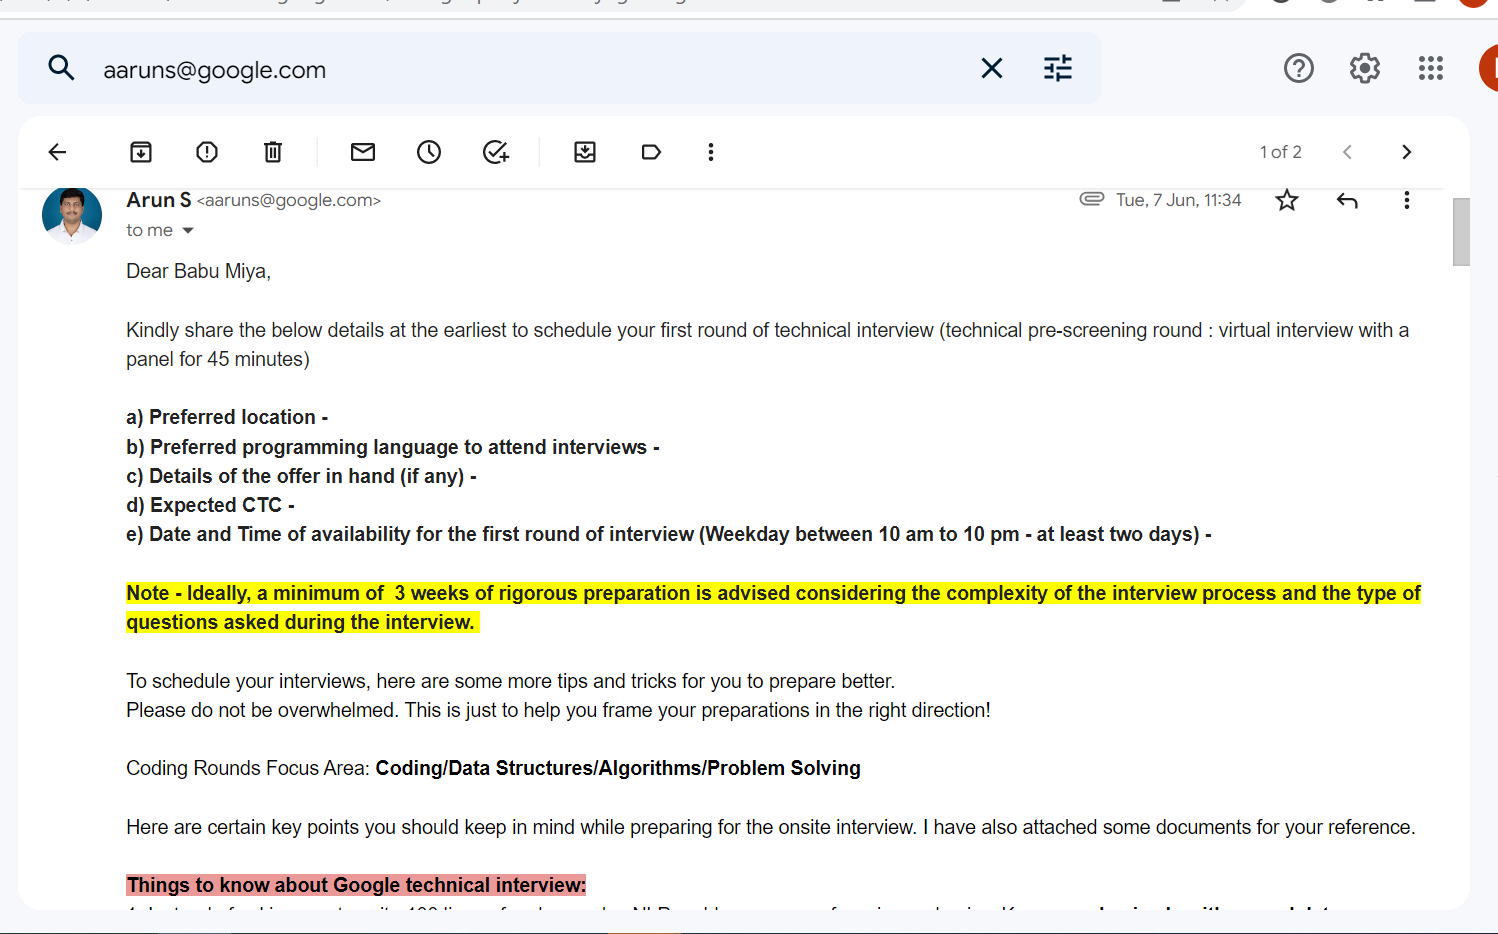 aaruns@google.com
1 of 2
Arun S <aaruns@google.com>
Tue, 7 Jun, 11:34
to me
Dear Babu Miya,
Kindly share the below details at the earliest to schedule your first round of technical interview (technical pre-screening round : virtual interview with a
panel for 45 minutes)
a) Preferred location -
b) Preferred programming language to attend interviews -
c) Details of the offer in hand (if any) -
d) Expected CTC -
e) Date and Time of availability for the first round of interview (Weekday between 10 am to 10 pm - at least two days) -
Note - Ideally, a minimum of  3 weeks of rigorous preparation is advised considering the complexity of the interview process and the type of
questions asked during the interview.
To schedule your interviews, here are some more tips and tricks for you to prepare better.
Please do not be overwhelmed. This is just to help you frame your preparations in the right direction!
Coding Rounds Focus Area: Coding/Data Structures/Algorithms/Problem Solving
Here are certain key points you should keep in mind while preparing for the onsite interview. I have also attached some documents for your reference.
Things to know about Google technical interview: